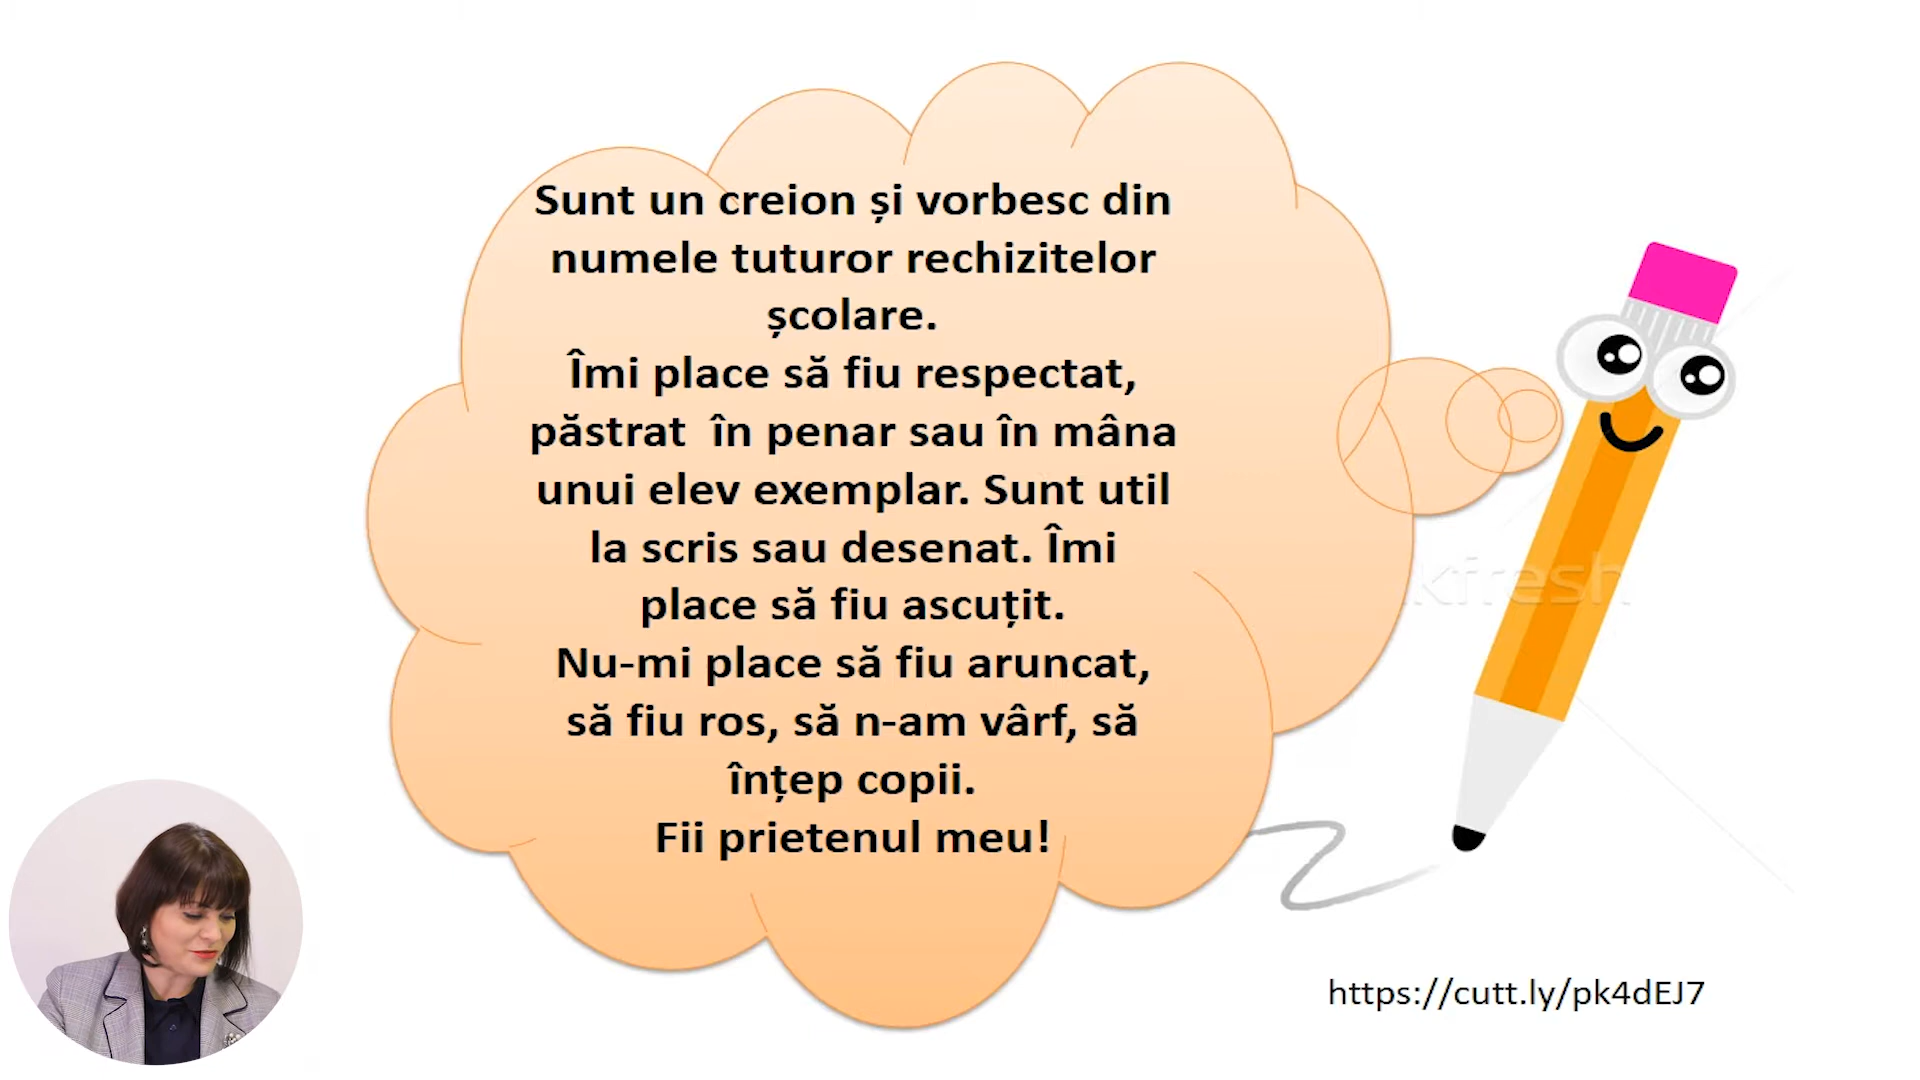 Sunt un creion și vorbesc din
numele tuturor rechizitelor
școlare.
Îmi place să fiu respectat,
păstrat  în penar sau în mâna
unui elev exemplar. Sunt util
la scris sau desenat. Îmi
place să fiu ascuțit.
Nu-mi place să fiu aruncat,
să fiu ros, să n-am vârf, să
înțep copii.
Fii prietenul meu!
https://cutt.ly/pk4dEJ7